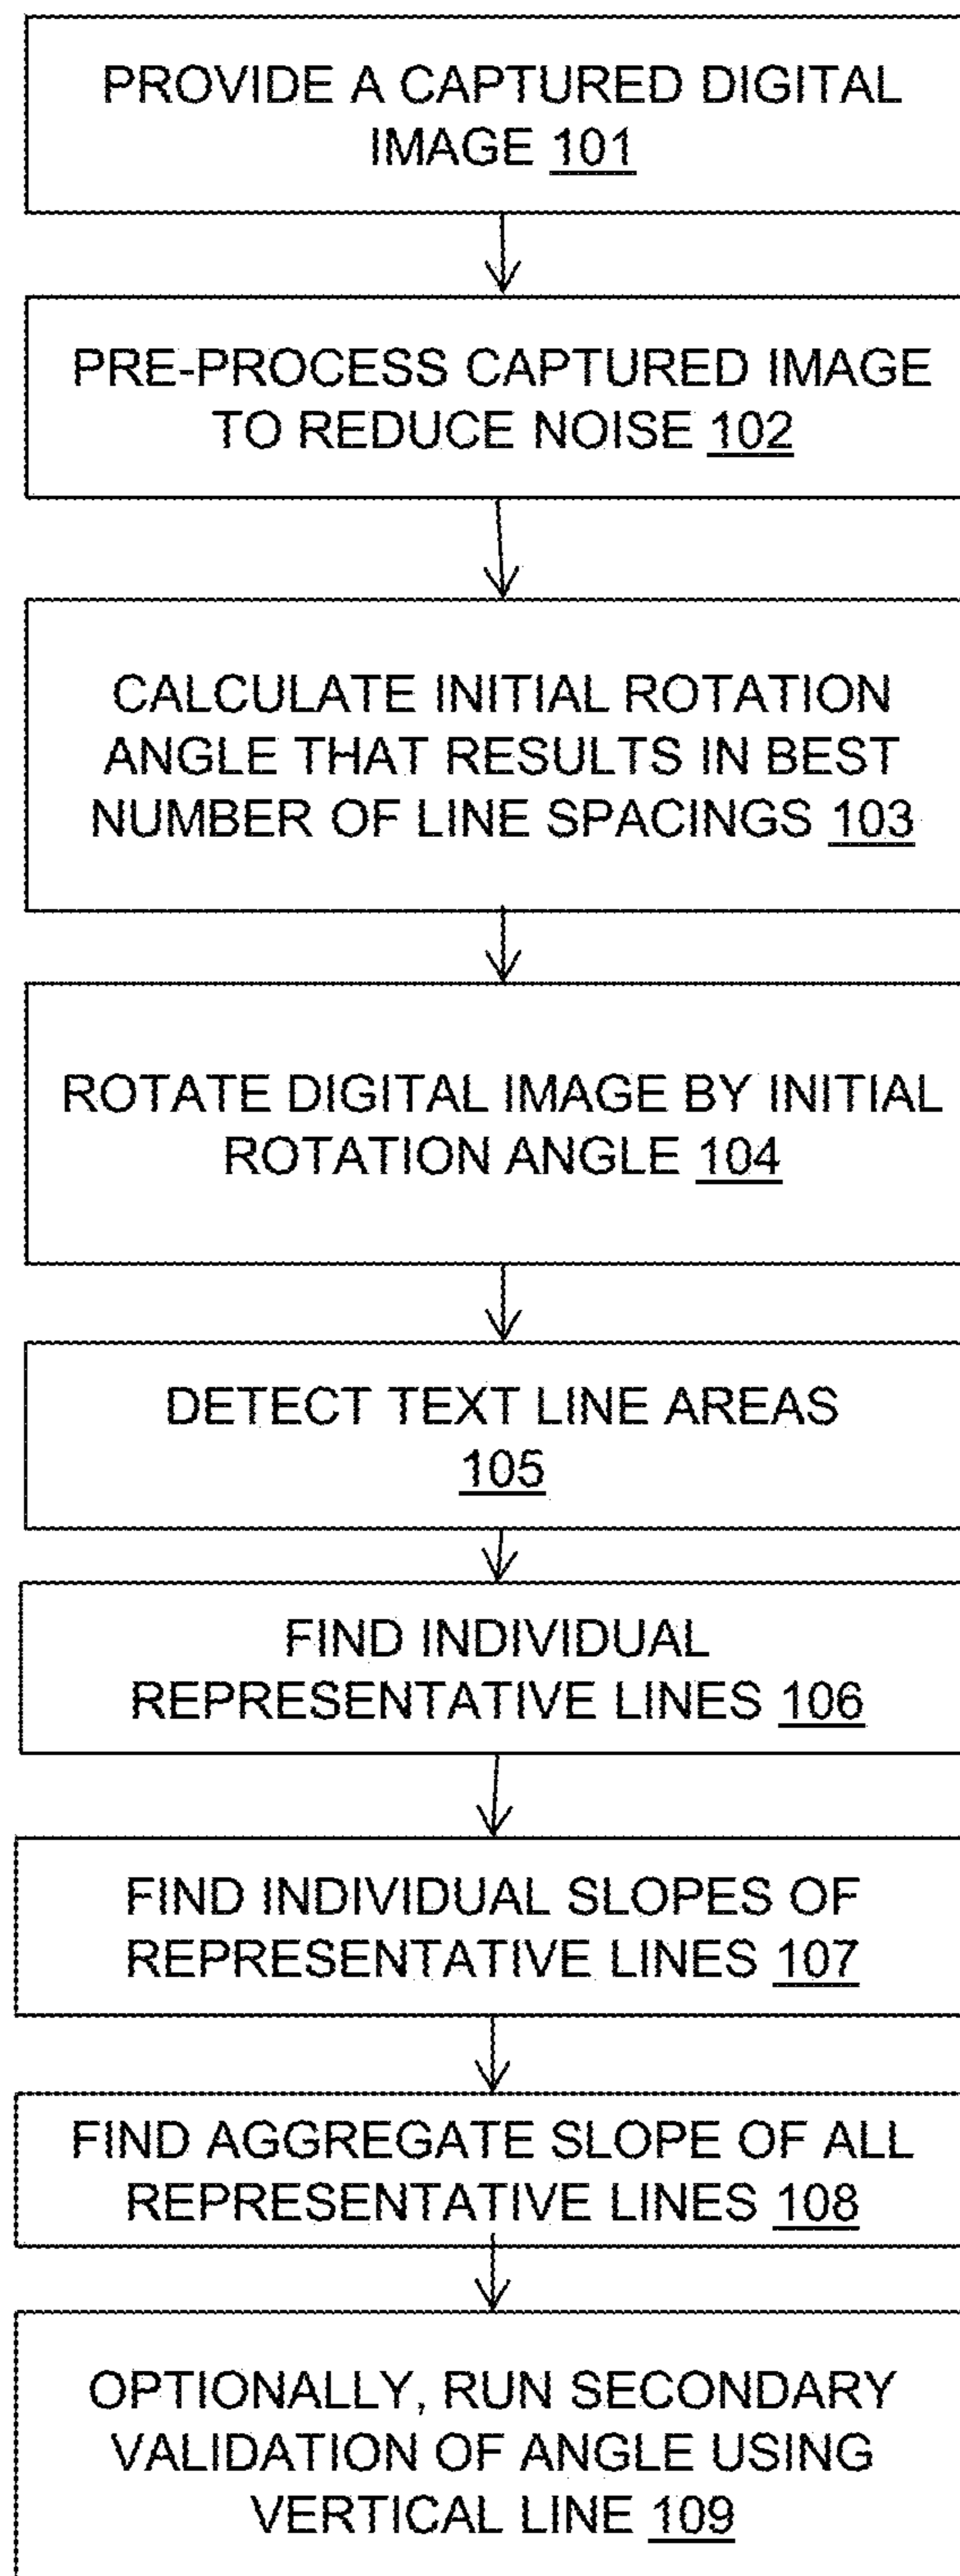 PROVIDE A CAPTURED DIGITAL
IMAGE 101
PRE-PROCESS CAPTURED IMAGE
TO REDUCE NOISE 102
CALCULATE INITIAL ROTATION
ANGLE THAT RESULTS IN BEST
NUMBER OF LINE SPACINGS 103
ROTATE DIGITAL IMAGE BY INITIAL
ROTATION ANGLE 104
DETECT TEXT LINE AREAS
105
FIND INDIVIDUAL
REPRESENTATIVE LINES 106
FIND INDIVIDUAL SLOPES OF
REPRESENTATIVE LINES 107
FIND AGGREGATE SLOPE OF ALL
REPRESENTATIVE LINES 108
OPTIONALLY, RUN SECONDARY
VALIDATION OF ANGLE USING
VERTICAL LINE 109